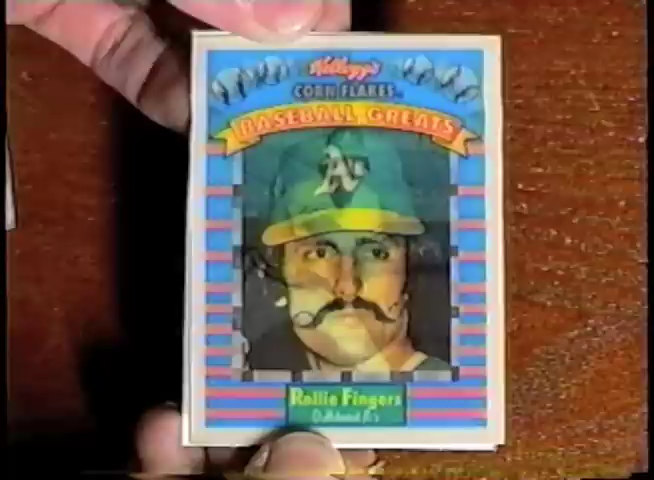 Kellogg's
CORN FLAKES
BASEBALL GREATS
A's
Rollie Fingers
Oakland A's